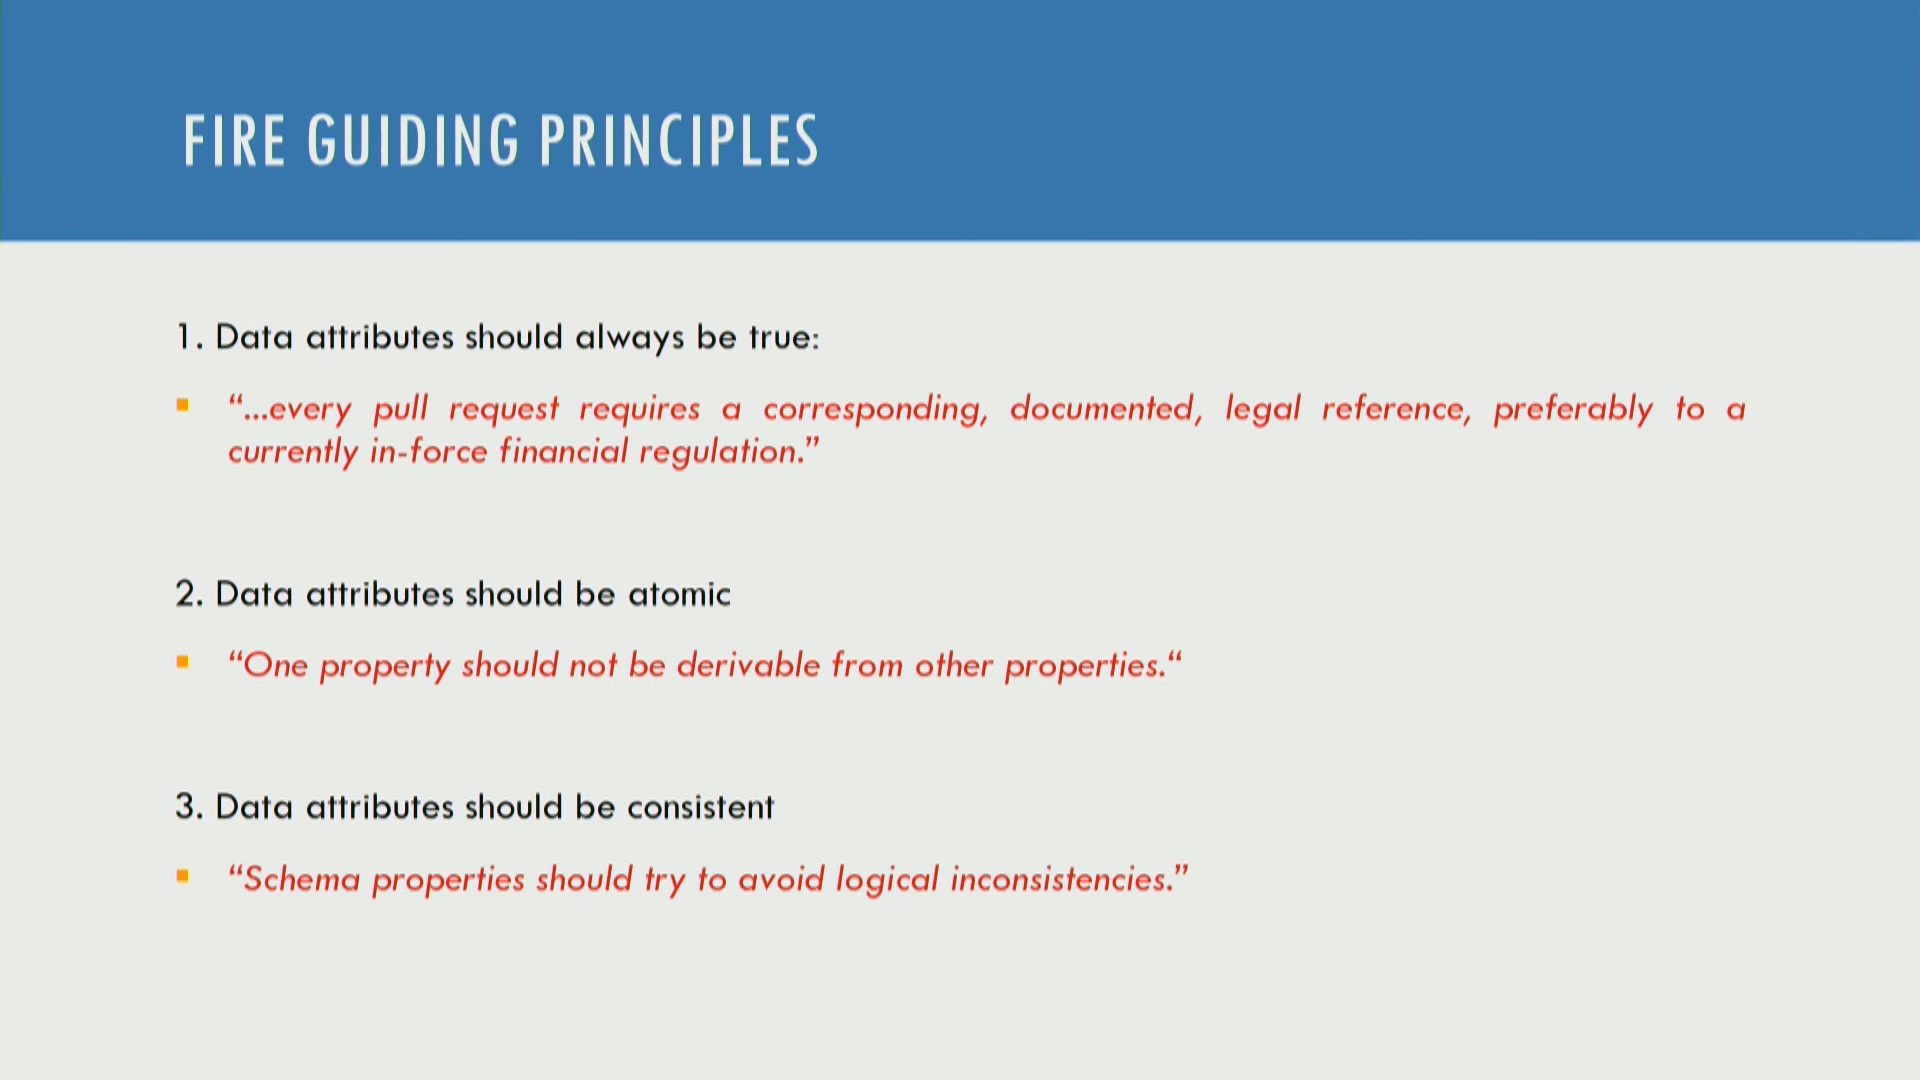 FIRE GUIDING PRINCIPLES
1. Data attributes should always be true:
▪ “...every pull request requires a corresponding, documented, legal reference, preferably to a
currently in-force financial regulation.”
2. Data attributes should be atomic
▪ “One property should not be derivable from other properties.“
3. Data attributes should be consistent
▪ “Schema properties should try to avoid logical inconsistencies.”